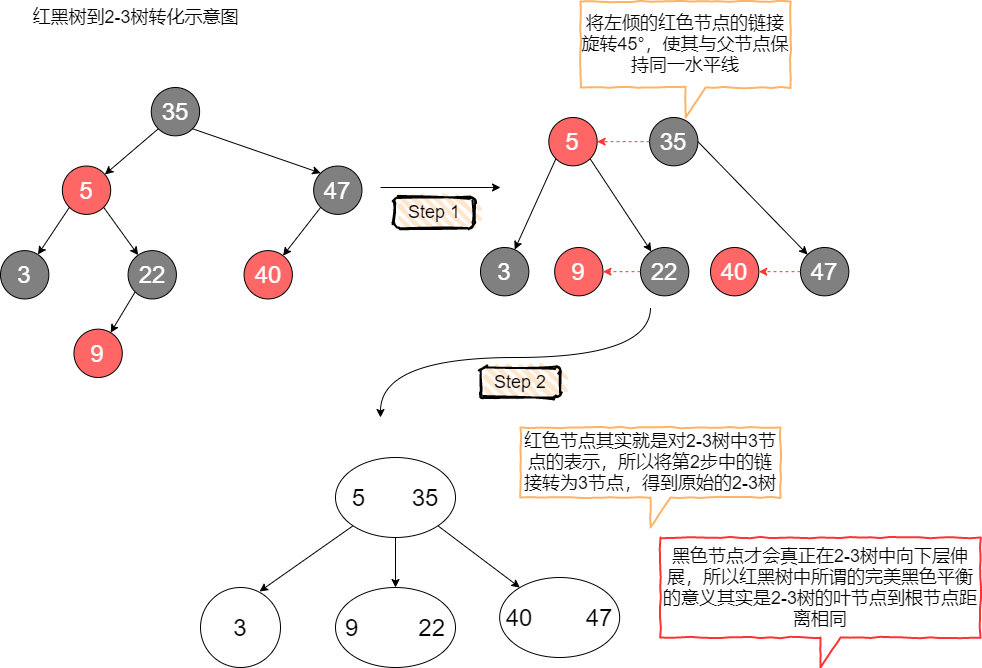 红黑树到2-3树转化示意图
将左倾的红色节点的链接
旋转45°，使其与父节点保
持同一水平线
35
5
47
3
22
40
9
Step 1
5
35
3
9
22
40
47
Step 2
红色节点其实就是对2-3树中3节
点的表示，所以将第2步中的链
接转为3节点，得到原始的2-3树
5 35
3
9 22
40 47
黑色节点才会真正在2-3树中向下层伸
展，所以红黑树中所谓的完美黑色平衡
的意义其实是2-3树的叶节点到根节点距
离相同